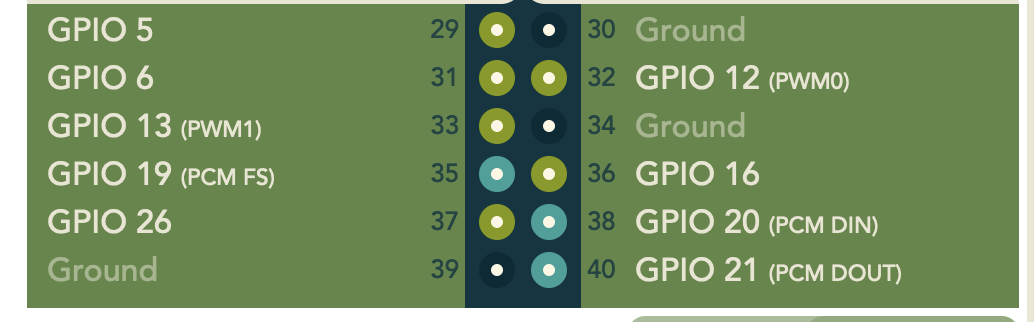 GPIO 5 29 30 Ground
GPIO 6 31 32 GPIO 12 (PWM0)
GPIO 13 (PWM1) 33 34 Ground
GPIO 19 (PCM FS) 35 36 GPIO 16
GPIO 26 37 38 GPIO 20 (PCM DIN)
Ground 39 40 GPIO 21 (PCM DOUT)